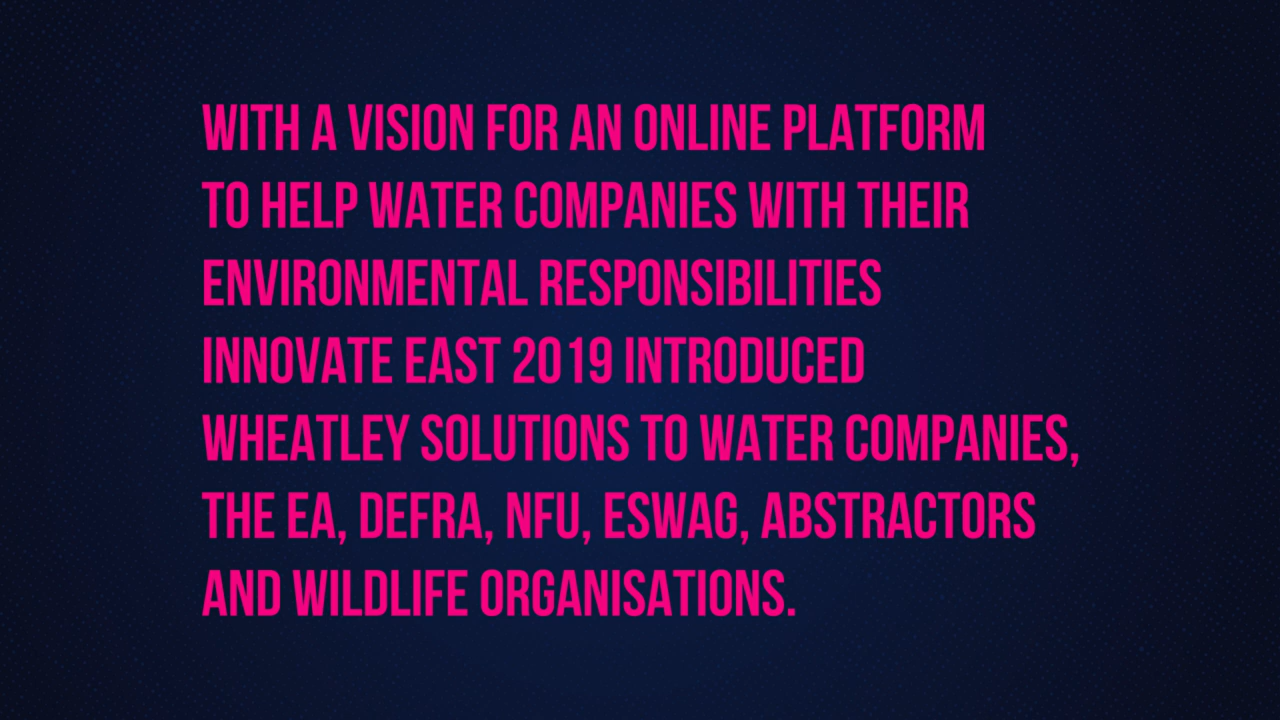 WITH A VISION FOR AN ONLINE PLATFORM
TO HELP WATER COMPANIES WITH THEIR
ENVIRONMENTAL RESPONSIBILITIES
INNOVATE EAST 2019 INTRODUCED
WHEATLEY SOLUTIONS TO WATER COMPANIES,
THE EA, DEFRA, NFU, ESWAG, ABSTRACTORS
AND WILDLIFE ORGANISATIONS.